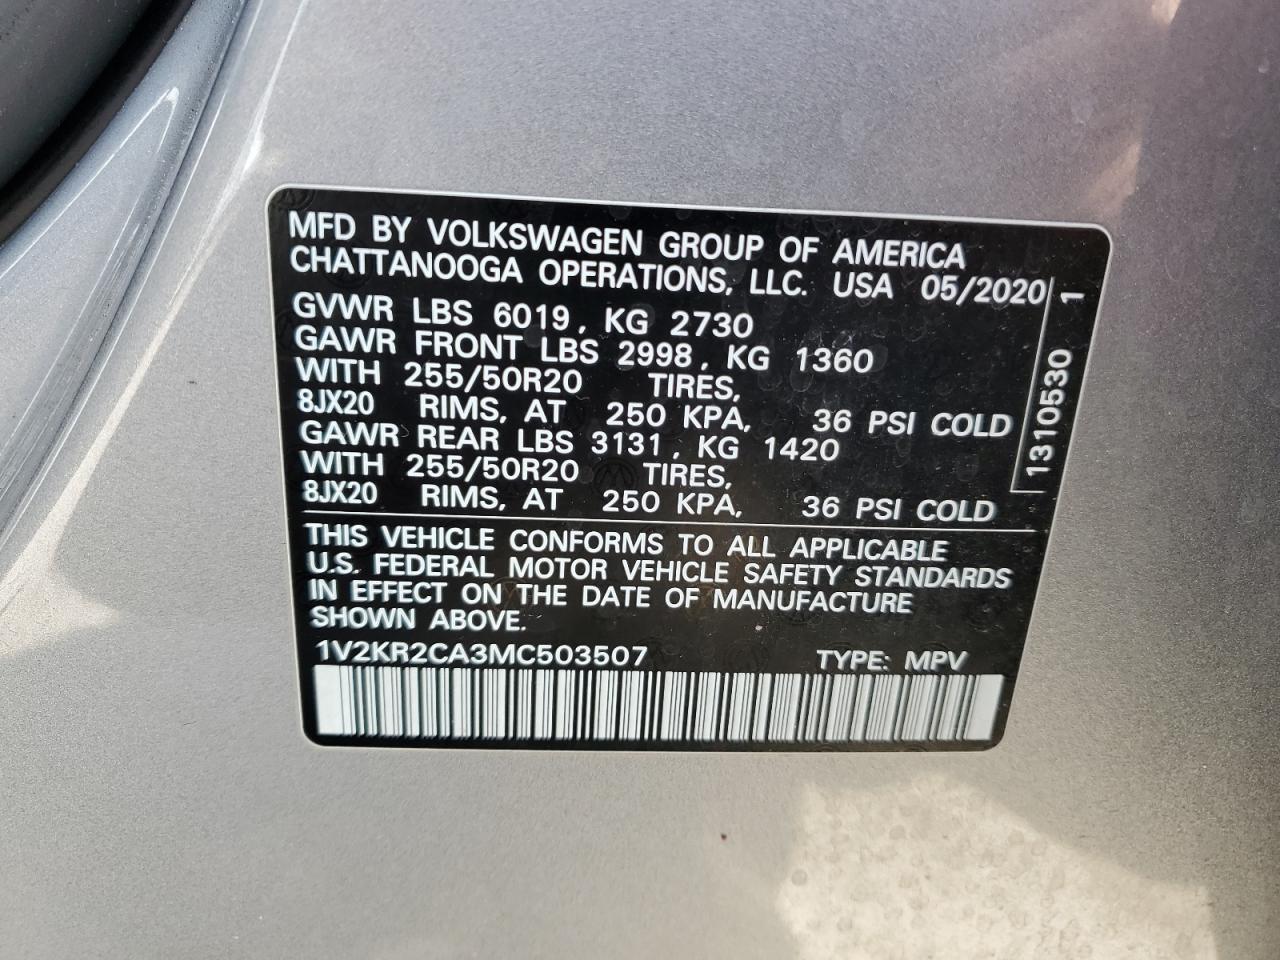 MFD BY VOLKSWAGEN GROUP OF AMERICA
CHATTANOOGA OPERATIONS, LLC. USA 05/2020
GVWR LBS 6019, KG 2730
GAWR FRONT LBS 2998, KG 1360
WITH 255/50R20 TIRES,
8JX20 RIMS, AT 250 KPA, 36 PSI COLD
GAWR REAR LBS 3131, KG 1420
WITH 255/50R20 TIRES,
8JX20 RIMS, AT 250 KPA, 36 PSI COLD
1310530 1
THIS VEHICLE CONFORMS TO ALL APPLICABLE
U.S. FEDERAL MOTOR VEHICLE SAFETY STANDARDS
IN EFFECT ON THE DATE OF MANUFACTURE
SHOWN ABOVE.
1V2KR2CA3MC503507 TYPE: MPV